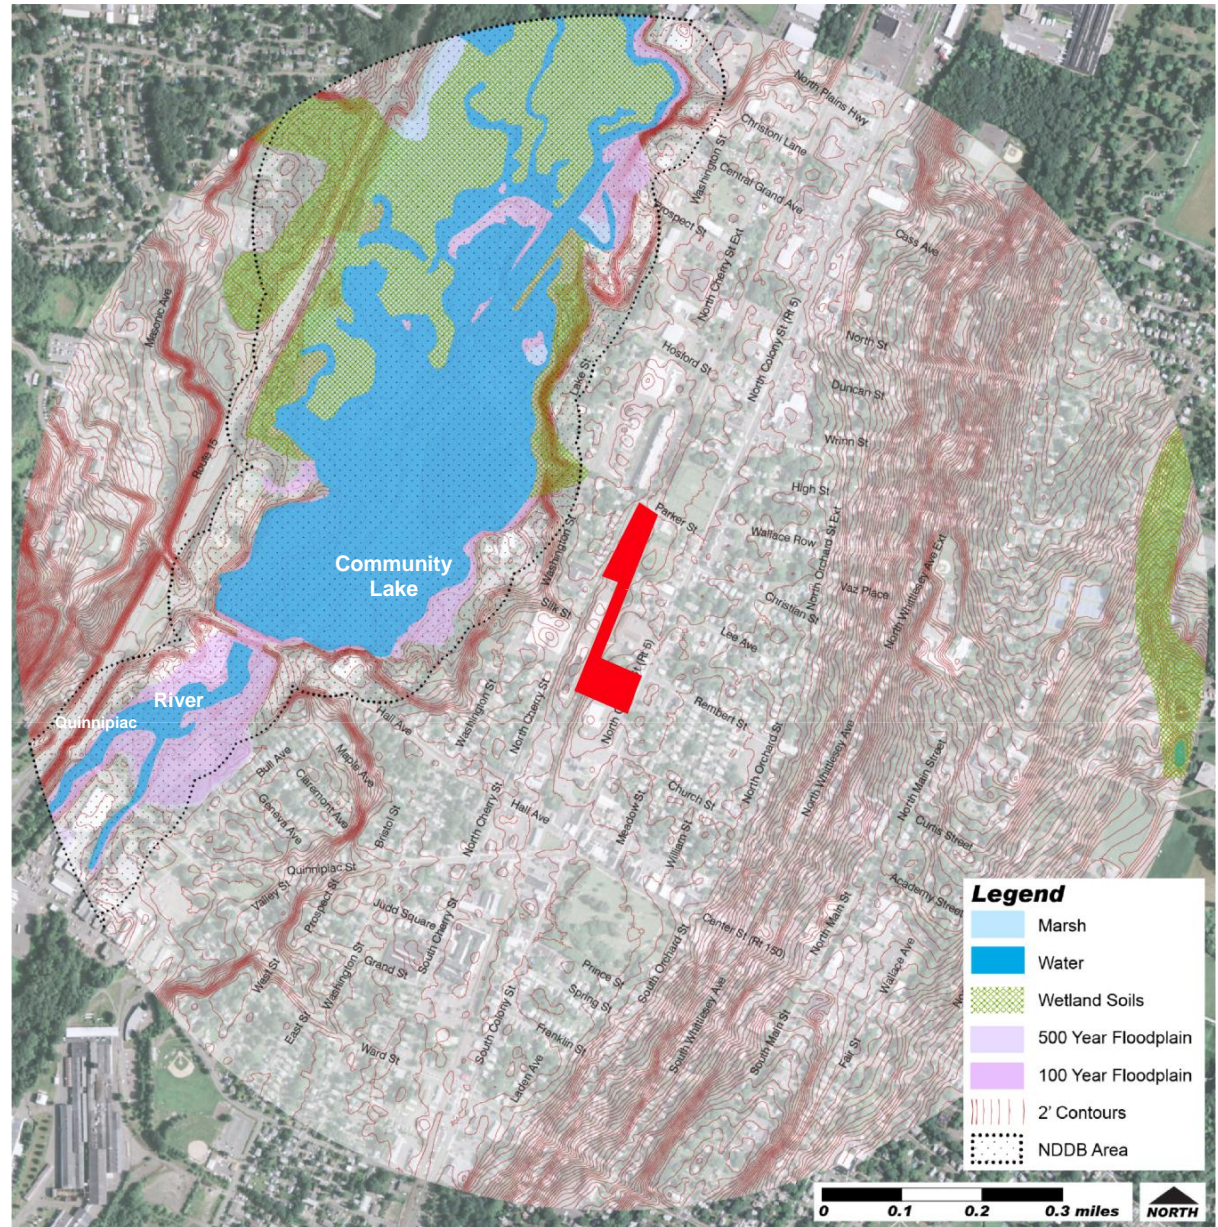 North Plains Hwy
Christoni Lane
Washington St
Central Grand Ave
Prospect St
Cass Ave
North Cherry St Ext
North Colony St (Rt 5)
Masonic Ave
North St
Hosford St
Lake St
Duncan St
Wrinn St
Route 15
High St
Parker St
Wallace Row
North Orchard St Ext
North Whittlesey Ave Ext
Community
Lake
Washington St
Vaz Place
Silk St
Christian St
Lee Ave
River
Quinnipiac
Rembert St
Hall Ave
Washington St
North Cherry St
North
St (Rt 5)
North Orchard St
North Whittlesey Ave
North Main Street
Bull Ave
Maple Ave
Claremont Ave
Geneva Ave
Bristol St
North Cherry St
Hall Ave
Meadow St
Church St
William St
Curtis Street
Quinnipiac St
Valley St
Prospect St
Judd Square
South Cherry St
Academy Street
North Main St
Center St (Rt 150)
Wallace Ave
West St
Washington St
Grand St
Prince St
South Orchard St
Spring St
East St
Ward St
South Colony St
Franklin St
Laden Ave
South Whittlesey Ave
South Main St
Fair St
Legend
Marsh
Water
Wetland Soils
500 Year Floodplain
100 Year Floodplain
2' Contours
NDDB Area
0 0.1 0.2 0.3 miles
NORTH